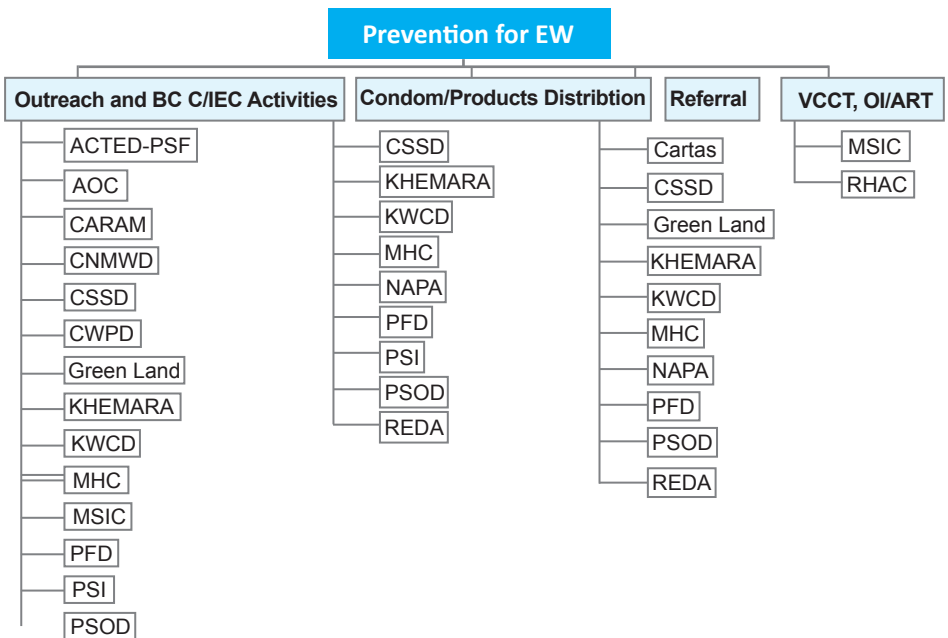 Prevention for EW
Outreach and BC C/IEC Activities
ACTED-PSF
AOC
CARAM
CNMWD
CSSD
CWPD
Green Land
KHEMARA
KWCD
MHC
MSIC
PFD
PSI
PSOD
Condom/Products Distribtion
CSSD
KHEMARA
KWCD
MHC
NAPA
PFD
PSI
PSOD
REDA
Referral
Cartas
CSSD
Green Land
KHEMARA
KWCD
MHC
NAPA
PFD
PSOD
REDA
VCCT, OI/ART
MSIC
RHAC